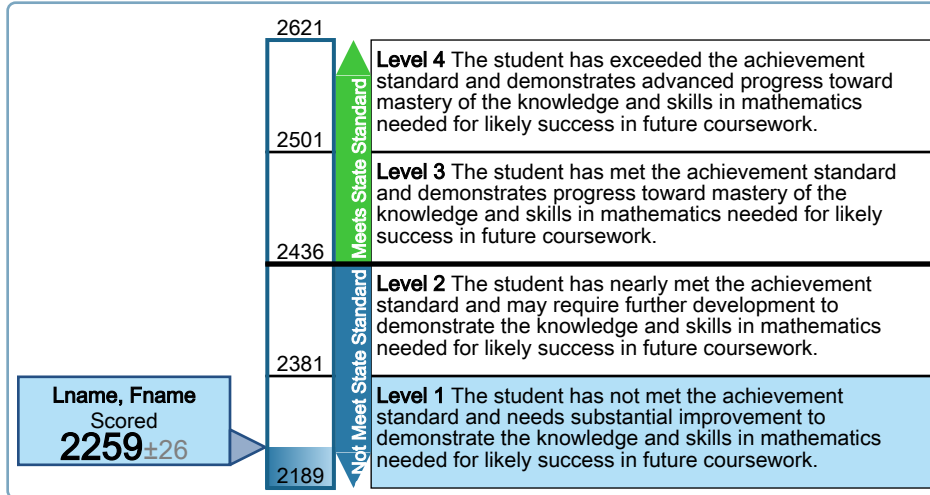 2621
Level 4 The student has exceeded the achievement
standard and demonstrates advanced progress toward
mastery of the knowledge and skills in mathematics
needed for likely success in future coursework.
2501
Level 3 The student has met the achievement standard
and demonstrates progress toward mastery of the
knowledge and skills in mathematics needed for likely
success in future coursework.
Meets State Standard
2436
Level 2 The student has nearly met the achievement
standard and may require further development to
demonstrate the knowledge and skills in mathematics
needed for likely success in future coursework.
Not Meet State Standard
2381
Level 1 The student has not met the achievement
standard and needs substantial improvement to
demonstrate the knowledge and skills in mathematics
needed for likely success in future coursework.
Lname, Fname
Scored
2259±26
2189